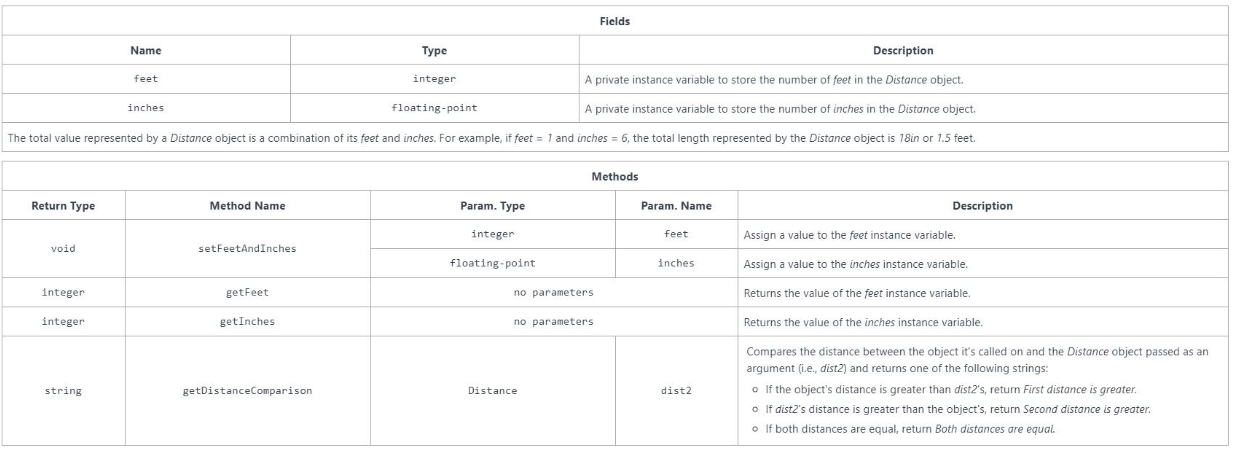 Fields
Name Type Description
feet integer A private instance variable to store the number of feet in the Distance object.
inches floating-point A private instance variable to store the number of inches in the Distance object.
The total value represented by a Distance object is a combination of its feet and inches. For example, if feet = 1 and inches = 6, the total length represented by the Distance object is 18in or 1.5 feet.
Methods
Return Type Method Name Param. Type Param. Name Description
void setFeetAndInches integer feet Assign a value to the feet instance variable.
floating-point inches Assign a value to the inches instance variable.
integer getFeet no parameters Returns the value of the feet instance variable.
integer getInches no parameters Returns the value of the inches instance variable.
string getDistanceComparison Distance dist2 Compares the distance between the object it's called on and the Distance object passed as an
argument (i.e., dist2) and returns one of the following strings:
If the object's distance is greater than dist2's, return First distance is greater.
If dist2's distance is greater than the object's, return Second distance is greater.
If both distances are equal, return Both distances are equal.